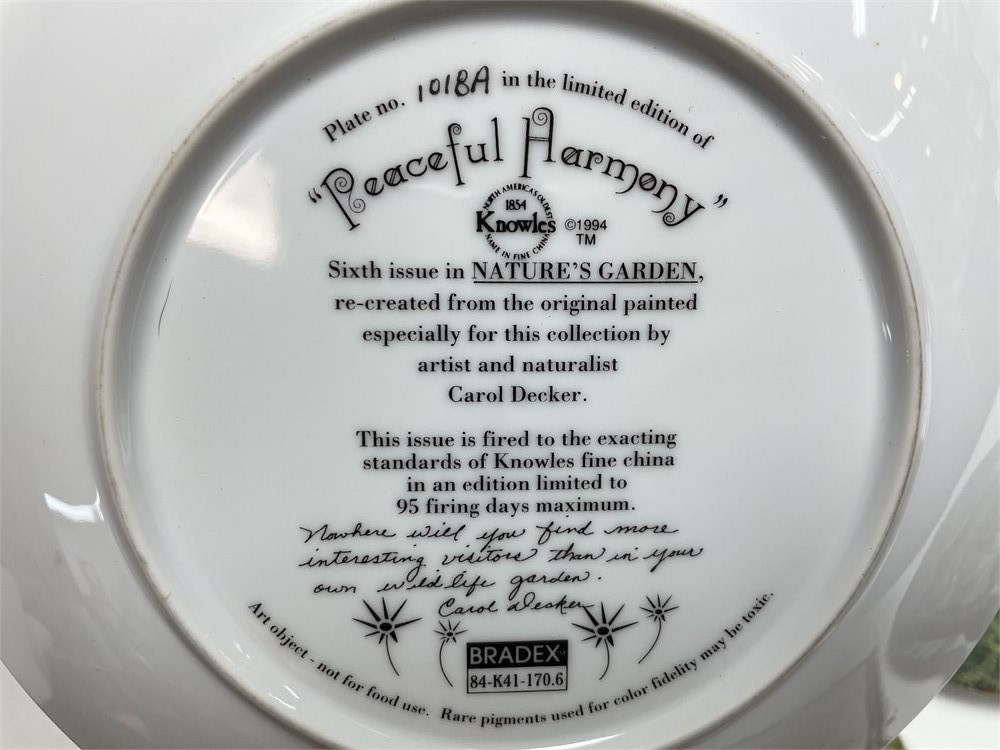 Plate no. 1018A in the limited edition of
"Peaceful Harmony"
NORTH AMERICA'S OLDEST
1854
Knowles
NAME IN FINE CHINA
©1994
TM
Sixth issue in NATURE'S GARDEN,
re-created from the original painted
especially for this collection by
artist and naturalist
Carol Decker.
This issue is fired to the exacting
standards of Knowles fine china
in an edition limited to
95 firing days maximum.
Nowhere will you find more
interesting visitors than in your
own wildlife garden.
Carol Decker
BRADEX™
84-K41-170.6
Art object - not for food use. Rare pigments used for color fidelity may be toxic.